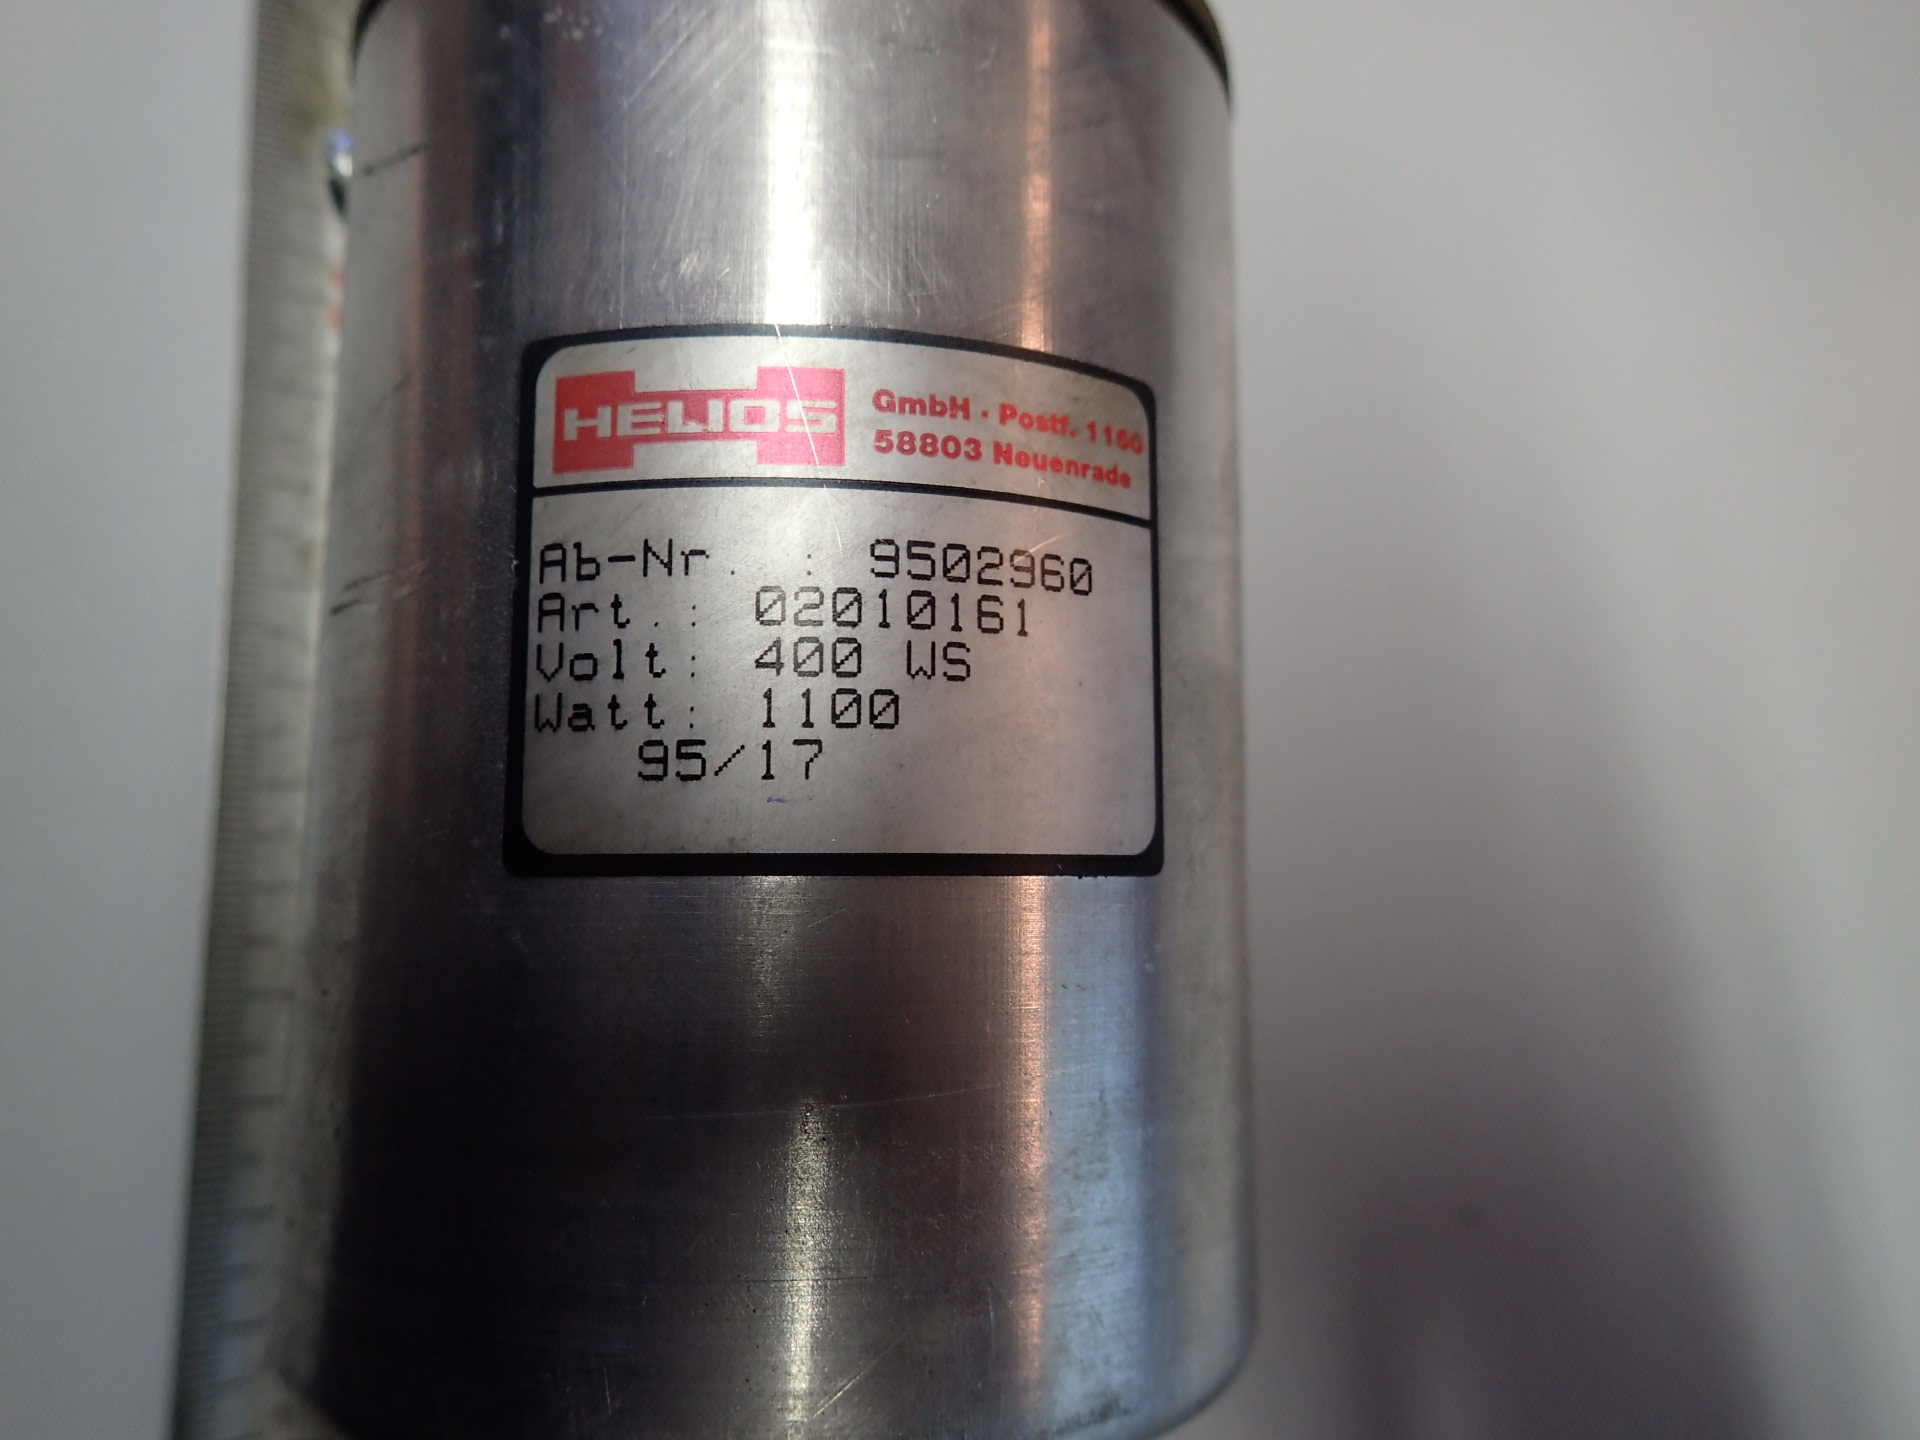 HELIOS
GmbH · Postf. 1160
58803 Neuenrade
Ab-Nr. : 9502960
Art.: 02010161
Volt: 400 WS
Watt: 1100
95/17